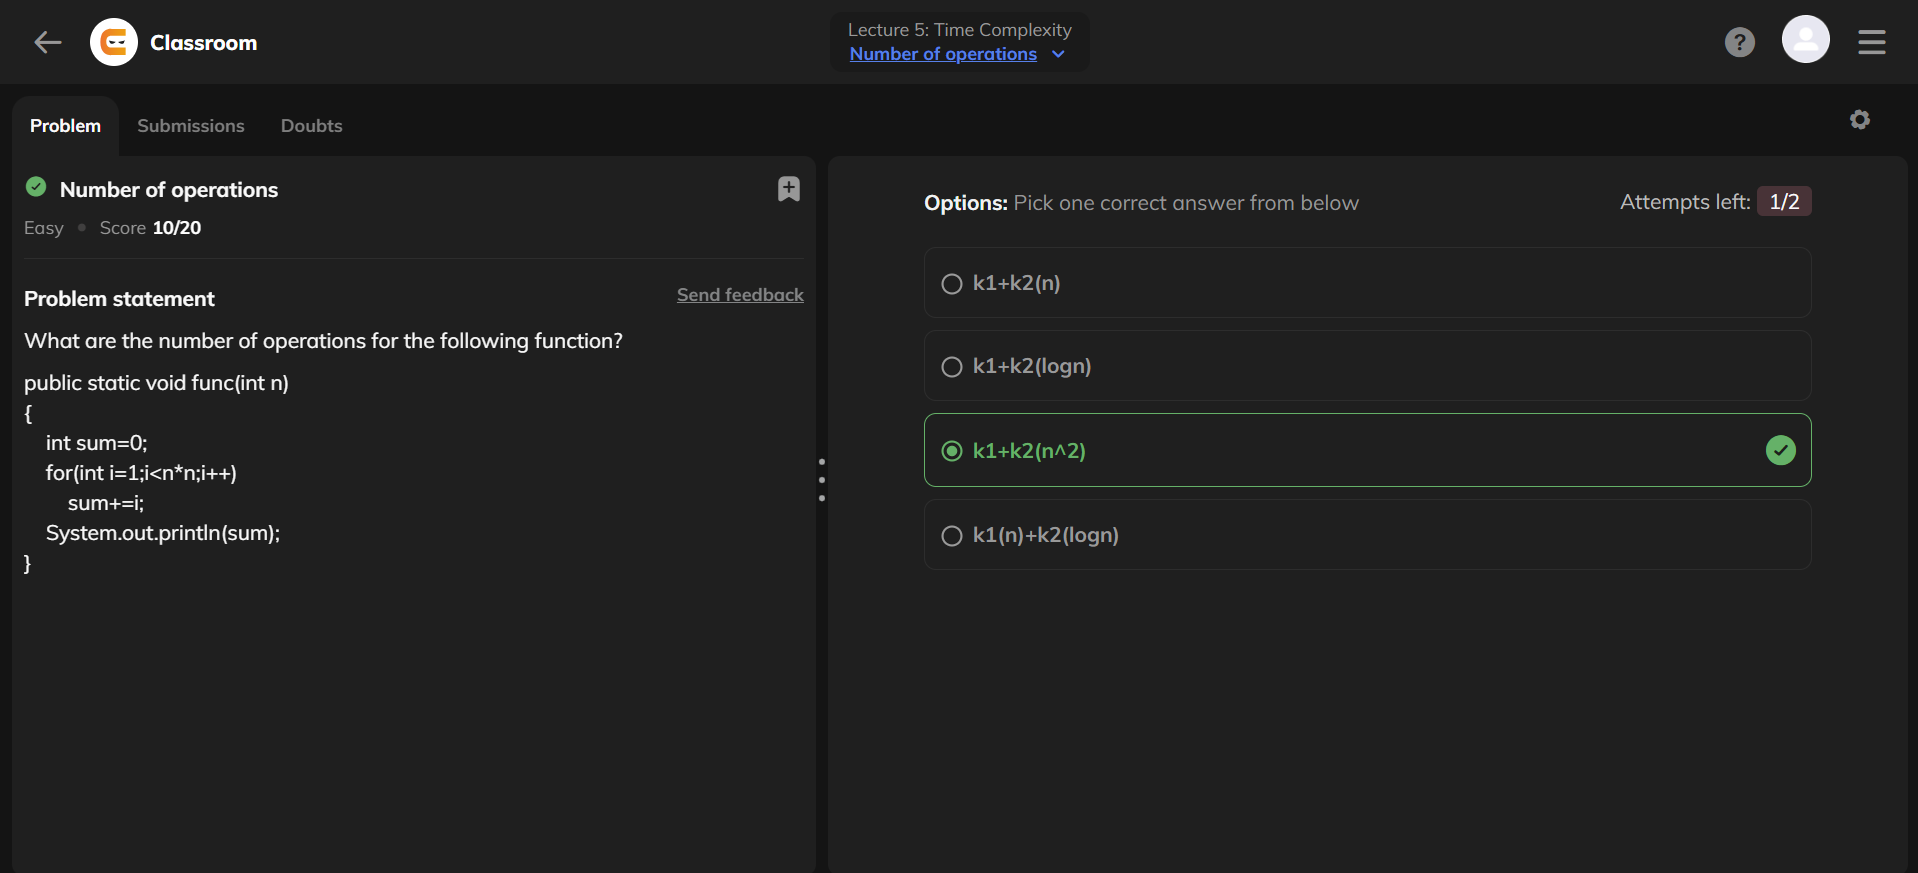 Classroom
Lecture 5: Time Complexity
Number of operations
?
Problem
Submissions
Doubts
Number of operations
Easy • Score 10/20
Problem statement
Send feedback
What are the number of operations for the following function?
public static void func(int n)
{
    int sum=0;
    for(int i=1;i<n*n;i++)
        sum+=i;
    System.out.println(sum);
}
Options: Pick one correct answer from below
Attempts left: 1/2
k1+k2(n)
k1+k2(logn)
k1+k2(n^2)
k1(n)+k2(logn)